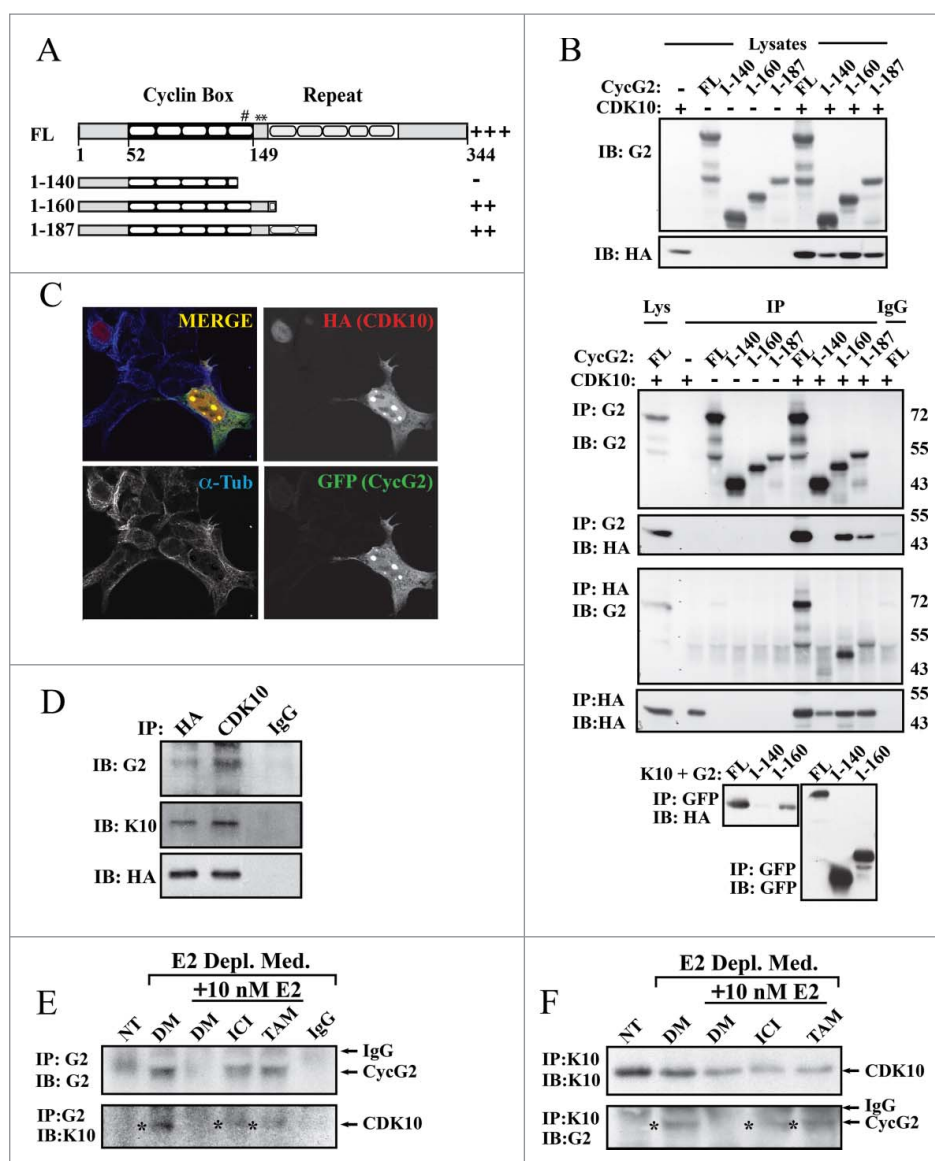 A
Cyclin Box Repeat
# **
FL +++
1 52 149 344
1-140 -
1-160 ++
1-187 ++
B
Lysates
CycG2: - FL 1-140 1-160 1-187 FL 1-140 1-160 1-187
CDK10: + - - - - + + + +
IB: G2
IB: HA
Lys IP IgG
CycG2: FL - FL 1-140 1-160 1-187 FL 1-140 1-160 1-187 FL
CDK10: + + - - - - + + + + +
IP: G2
IB: G2
72
55
43
IP: G2
IB: HA
55
43
IP: HA
IB: G2
72
55
43
IP:HA
IB:HA
55
43
K10 + G2: FL 1-140 1-160 FL 1-140 1-160
IP: GFP
IB: HA
IP: GFP
IB: GFP
C
MERGE
HA (CDK10)
α-Tub
GFP (CycG2)
D
IP: HA CDK10 IgG
IB: G2
IB: K10
IB: HA
E
E2 Depl. Med.
+10 nM E2
NT DM DM ICI TAM IgG
IP: G2
IB: G2
IgG
CycG2
IP:G2
IB:K10
* * *
CDK10
F
E2 Depl. Med.
+10 nM E2
NT DM DM ICI TAM
IP:K10
IB:K10
CDK10
IP:K10
IB:G2
* * *
IgG
CycG2